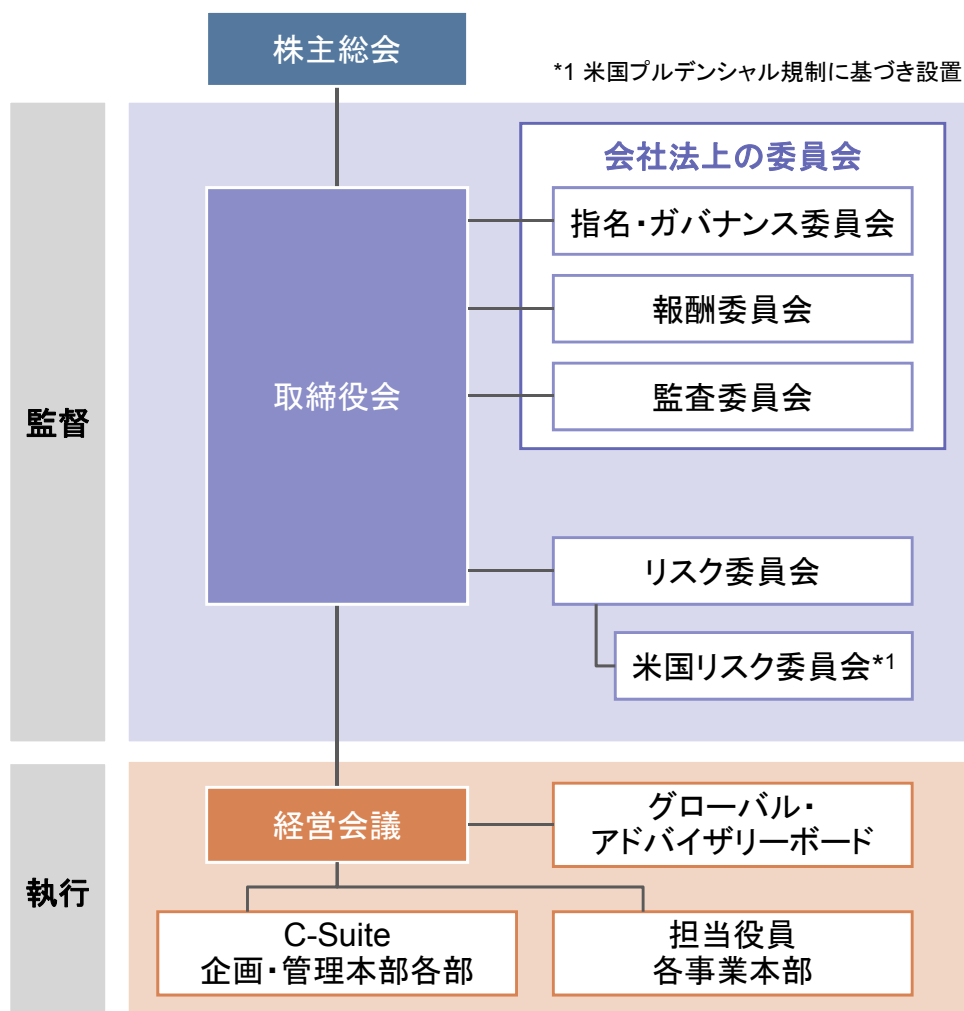 株主総会
*1 米国プルデンシャル規制に基づき設置
監督
会社法上の委員会
指名・ガバナンス委員会
報酬委員会
取締役会
監査委員会
リスク委員会
米国リスク委員会*1
執行
経営会議
グローバル・
アドバイザリーボード
C-Suite
企画・管理本部各部
担当役員
各事業本部